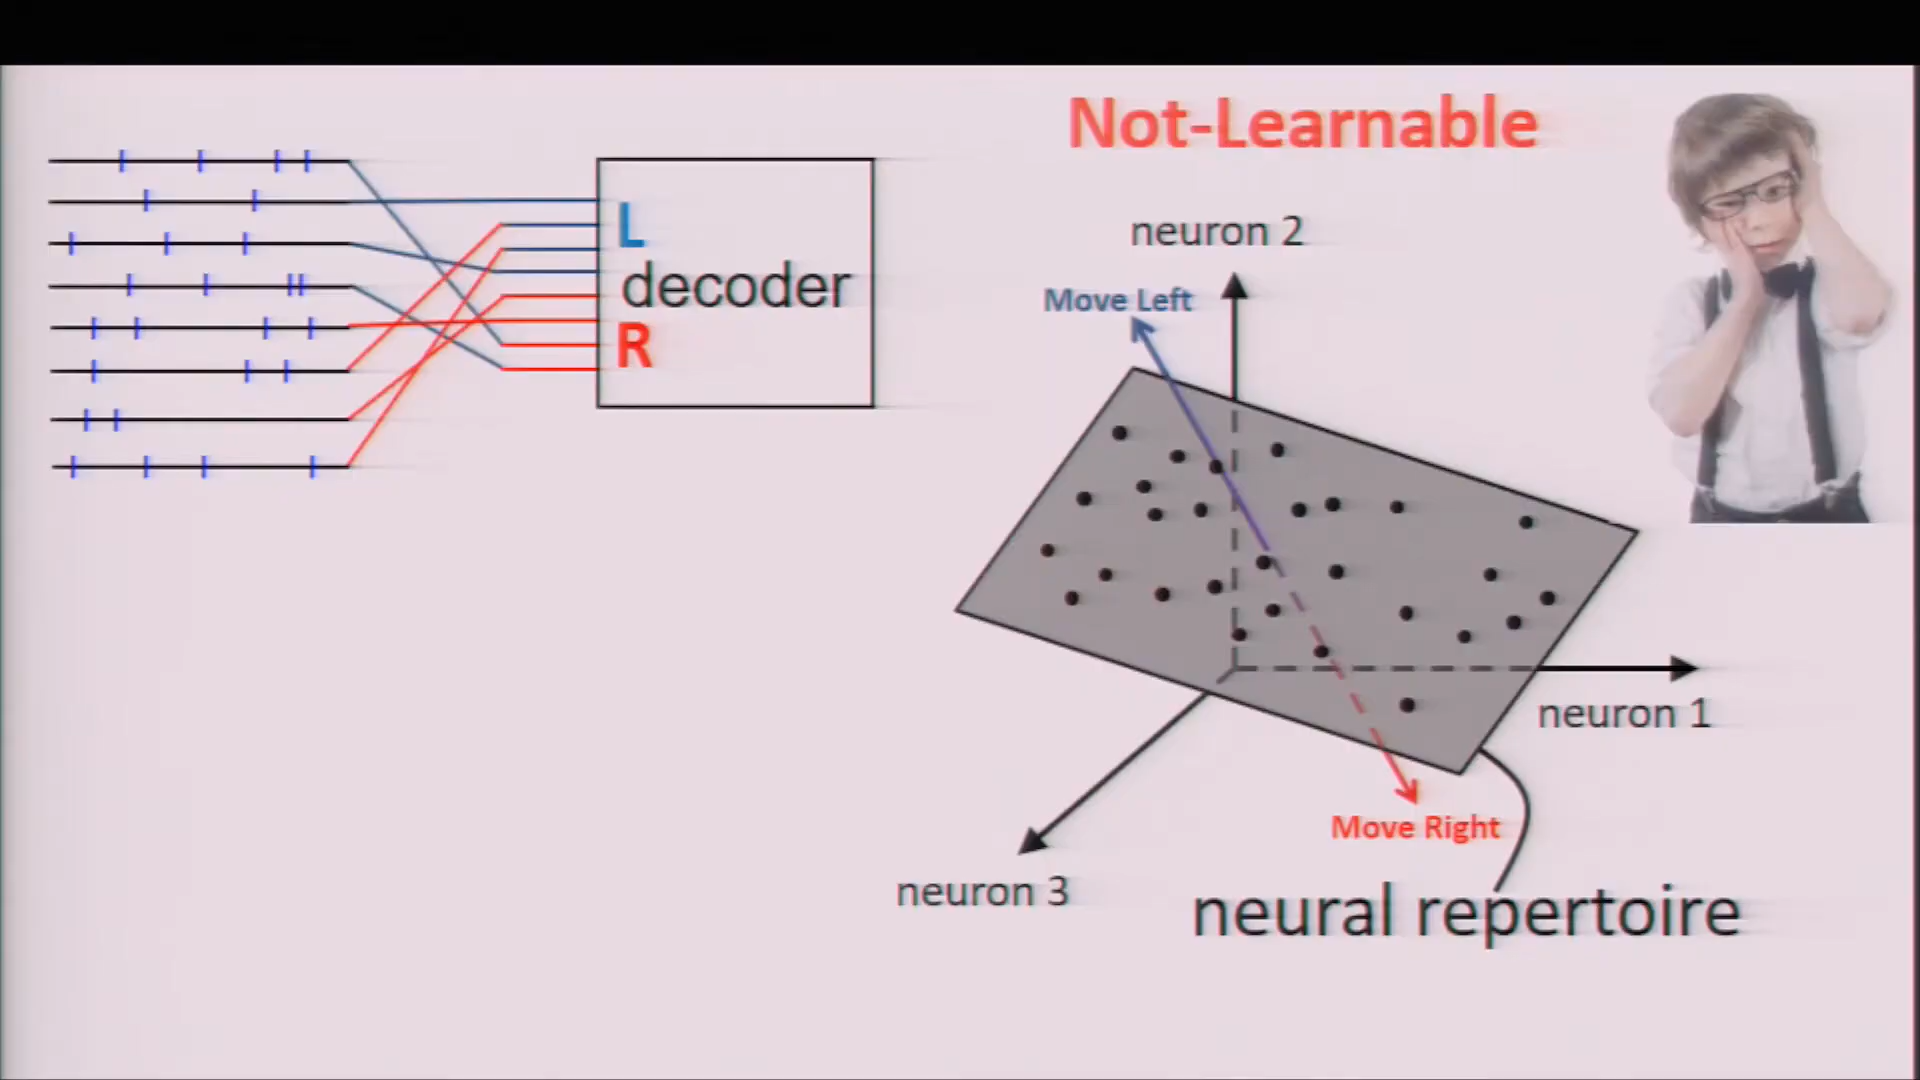 Not-Learnable
L
decoder
R
neuron 2
Move Left
neuron 1
Move Right
neuron 3
neural repertoire